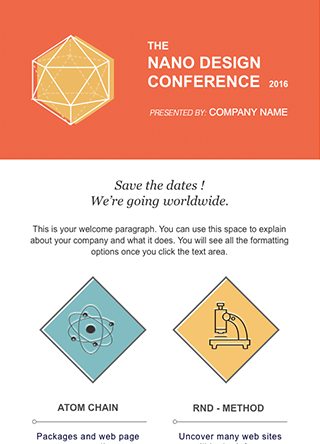 THE
NANO DESIGN
CONFERENCE 2016
PRESENTED BY: COMPANY NAME
Save the dates !
We're going worldwide.
This is your welcome paragraph. You can use this space to explain
about your company and what it does. You will see all the formatting
options once you click the text area.
ATOM CHAIN
RND - METHOD
Packages and web page
Uncover many web sites